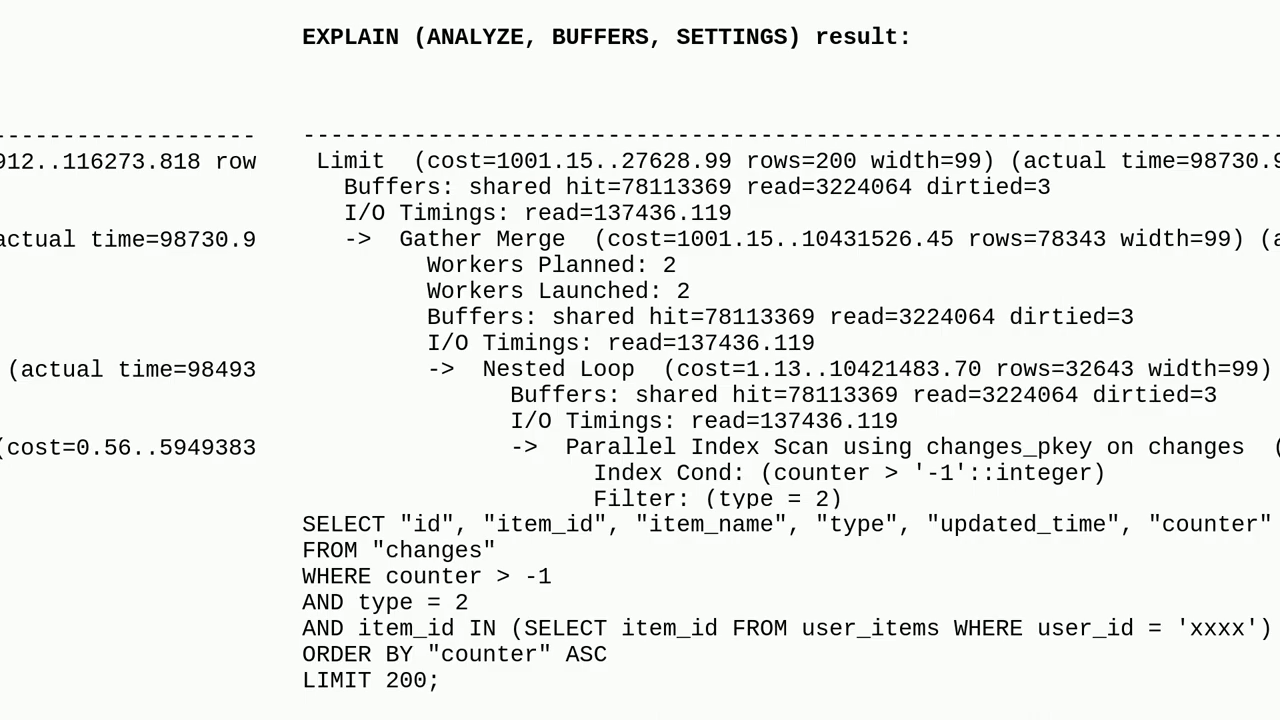 EXPLAIN (ANALYZE, BUFFERS, SETTINGS) result:
------------------
-----------------------------------------------------------------------
912..116273.818 row
 Limit  (cost=1001.15..27628.99 rows=200 width=99) (actual time=98730.9
   Buffers: shared hit=78113369 read=3224064 dirtied=3
   I/O Timings: read=137436.119
actual time=98730.9
   ->  Gather Merge  (cost=1001.15..10431526.45 rows=78343 width=99) (a
         Workers Planned: 2
         Workers Launched: 2
         Buffers: shared hit=78113369 read=3224064 dirtied=3
         I/O Timings: read=137436.119
(actual time=98493
         ->  Nested Loop  (cost=1.13..10421483.70 rows=32643 width=99)
               Buffers: shared hit=78113369 read=3224064 dirtied=3
               I/O Timings: read=137436.119
(cost=0.56..5949383
               ->  Parallel Index Scan using changes_pkey on changes  (
                     Index Cond: (counter > '-1'::integer)
                     Filter: (type = 2)
SELECT "id", "item_id", "item_name", "type", "updated_time", "counter"
FROM "changes"
WHERE counter > -1
AND type = 2
AND item_id IN (SELECT item_id FROM user_items WHERE user_id = 'xxxx')
ORDER BY "counter" ASC
LIMIT 200;